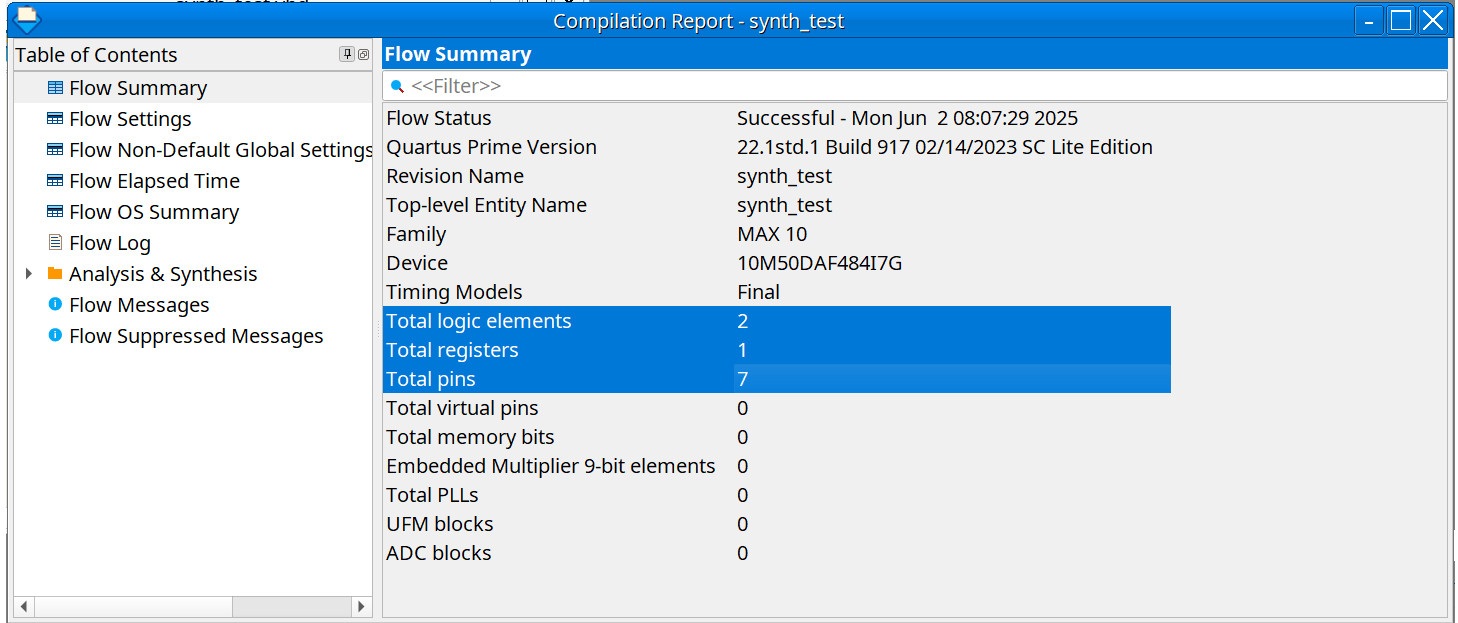 Compilation Report - synth_test
Table of Contents
Flow Summary
Flow Settings
Flow Non-Default Global Settings
Flow Elapsed Time
Flow OS Summary
Flow Log
Analysis & Synthesis
Flow Messages
Flow Suppressed Messages
Flow Summary
<<Filter>>
Flow Status Successful - Mon Jun  2 08:07:29 2025
Quartus Prime Version 22.1std.1 Build 917 02/14/2023 SC Lite Edition
Revision Name synth_test
Top-level Entity Name synth_test
Family MAX 10
Device 10M50DAF484I7G
Timing Models Final
Total logic elements 2
Total registers 1
Total pins 7
Total virtual pins 0
Total memory bits 0
Embedded Multiplier 9-bit elements 0
Total PLLs 0
UFM blocks 0
ADC blocks 0